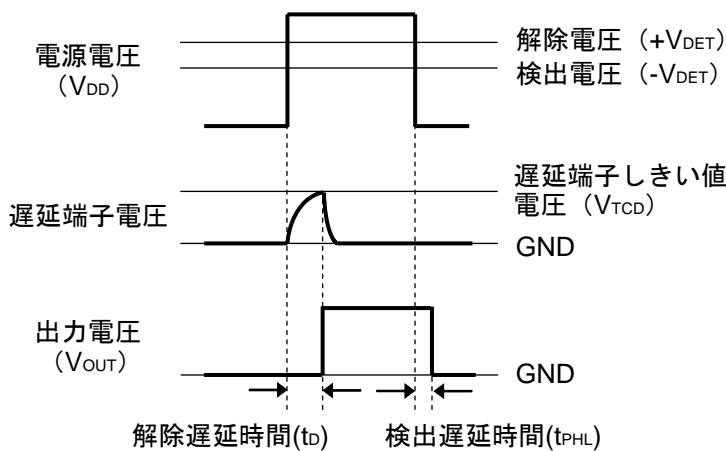 電源電圧
（VDD）
解除電圧（+VDET）
検出電圧（-VDET）
遅延端子電圧
遅延端子しきい値
電圧（VTCD）
GND
出力電圧
（VOUT）
GND
解除遅延時間(tD)
検出遅延時間(tPHL)